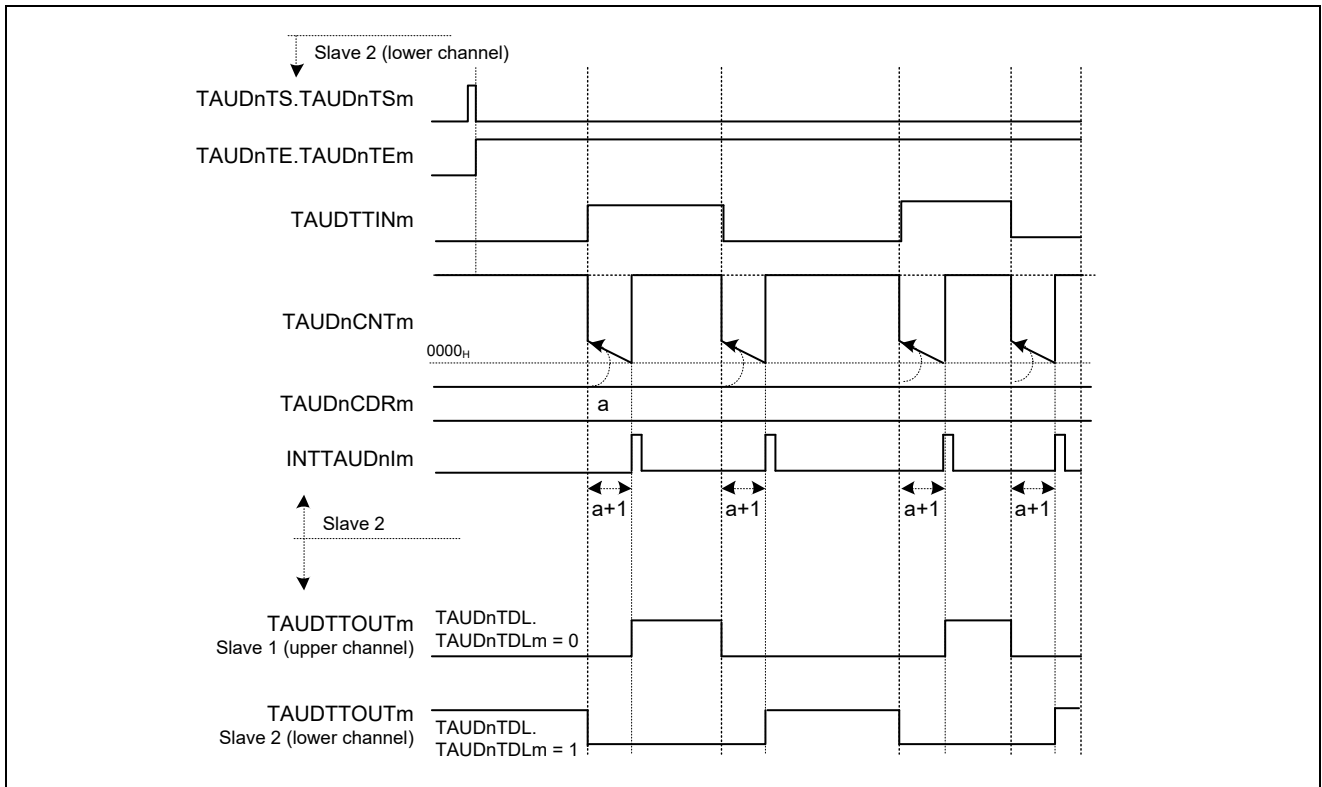 Slave 2 (lower channel)
TAUDnTS.TAUDnTSm
TAUDnTE.TAUDnTEm
TAUDTTINm
TAUDnCNTm
0000H
TAUDnCDRm
a
INTTAUDnIm
a+1 a+1 a+1 a+1
Slave 2
TAUDTTOUTm
Slave 1 (upper channel)
TAUDnTDL.
TAUDnTDLm = 0
TAUDTTOUTm
Slave 2 (lower channel)
TAUDnTDL.
TAUDnTDLm = 1